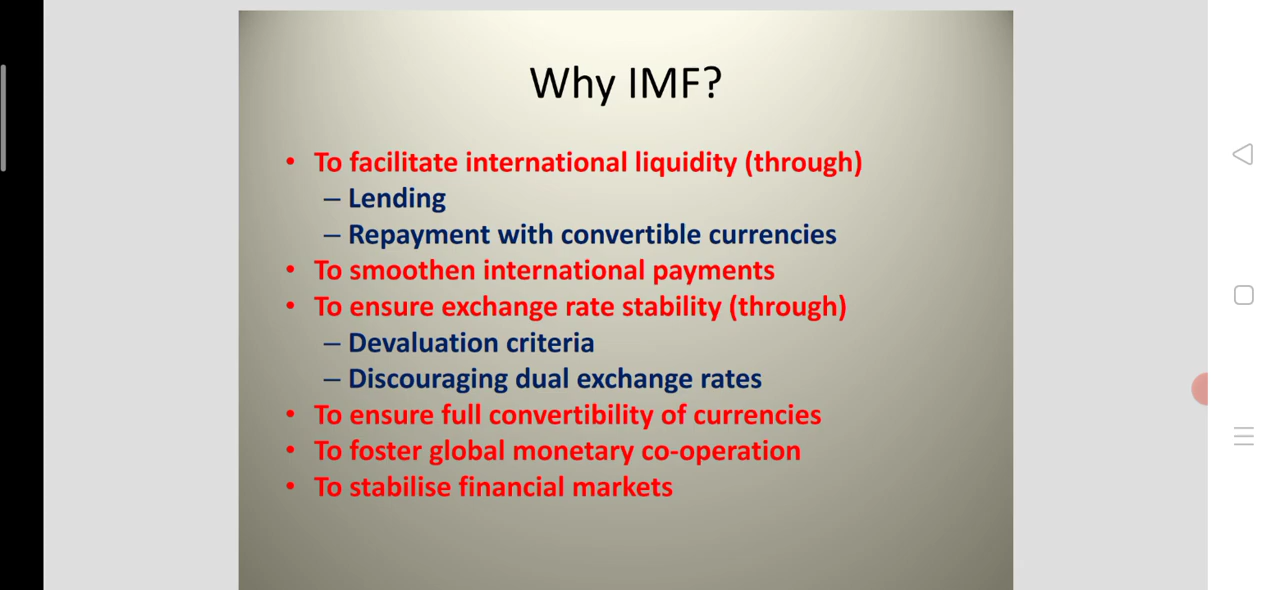 Why IMF?
• To facilitate international liquidity (through)
– Lending
– Repayment with convertible currencies
• To smoothen international payments
• To ensure exchange rate stability (through)
– Devaluation criteria
– Discouraging dual exchange rates
• To ensure full convertibility of currencies
• To foster global monetary co-operation
• To stabilise financial markets